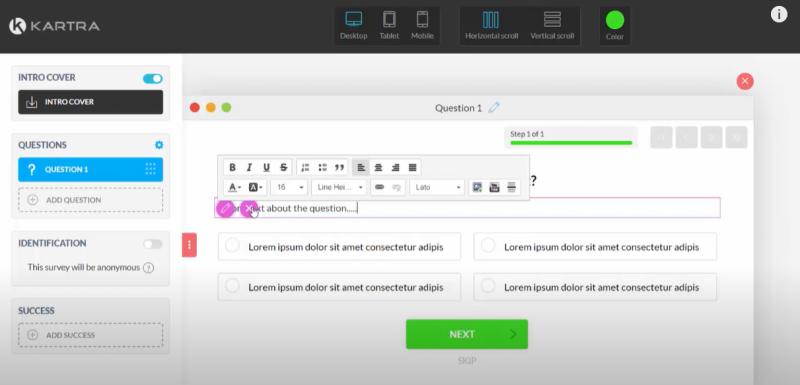 KARTRA
Desktop
Tablet
Mobile
Horizontal scroll
Vertical scroll
Color
INTRO COVER
INTRO COVER
QUESTIONS
QUESTION 1
ADD QUESTION
IDENTIFICATION
This survey will be anonymous
SUCCESS
ADD SUCCESS
Question 1
Step 1 of 1
B I U S
A A 16 Line Hei... Lato
?
about the question.....
Lorem ipsum dolor sit amet consectetur adipis
Lorem ipsum dolor sit amet consectetur adipis
Lorem ipsum dolor sit amet consectetur adipis
Lorem ipsum dolor sit amet consectetur adipis
NEXT
SKIP